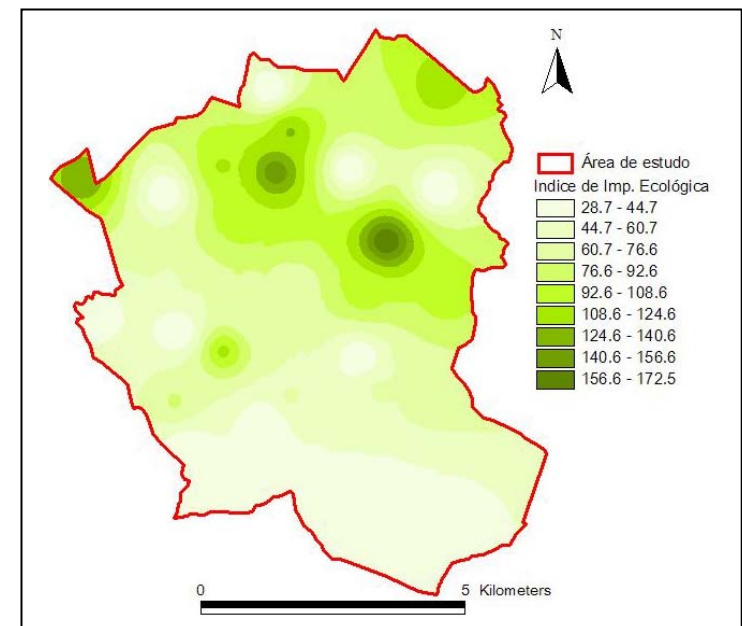 N
Área de estudo
Indice de Imp. Ecológica
28.7 - 44.7
44.7 - 60.7
60.7 - 76.6
76.6 - 92.6
92.6 - 108.6
108.6 - 124.6
124.6 - 140.6
140.6 - 156.6
156.6 - 172.5
0 5 Kilometers